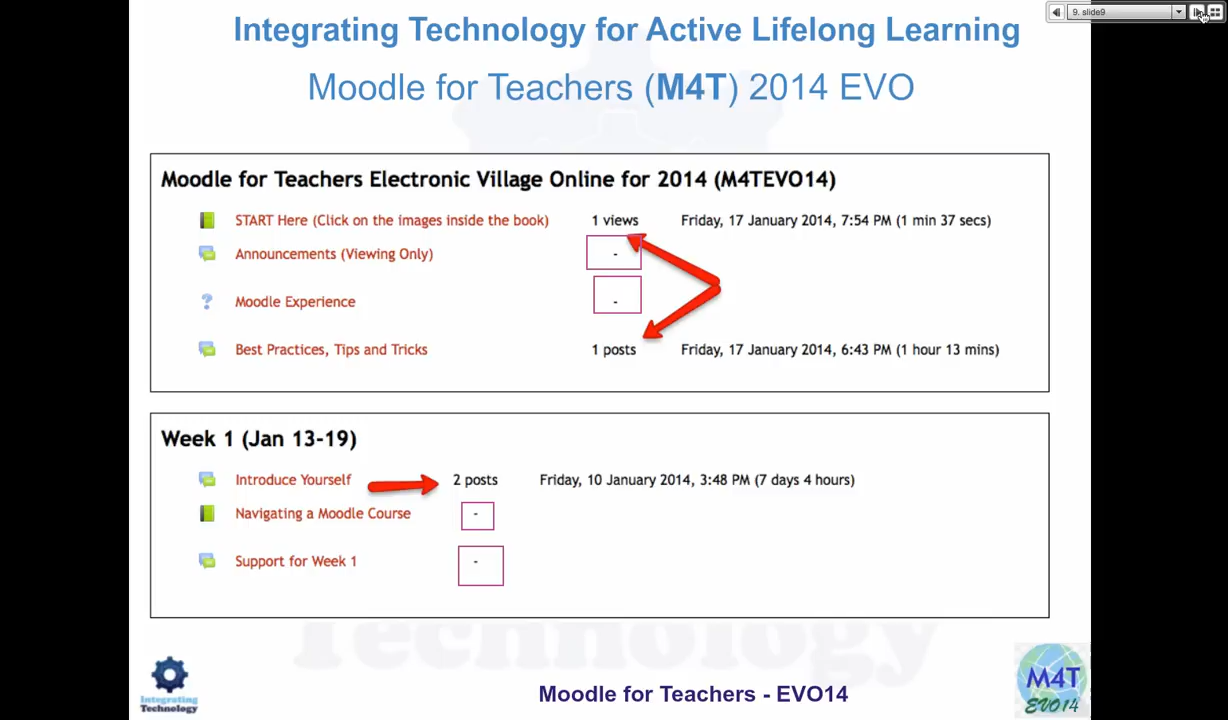 9. slide9
Integrating Technology for Active Lifelong Learning
Moodle for Teachers (M4T) 2014 EVO
Moodle for Teachers Electronic Village Online for 2014 (M4TEVO14)
START Here (Click on the images inside the book) 1 views Friday, 17 January 2014, 7:54 PM (1 min 37 secs)
Announcements (Viewing Only) -
Moodle Experience -
Best Practices, Tips and Tricks 1 posts Friday, 17 January 2014, 6:43 PM (1 hour 13 mins)
Week 1 (Jan 13-19)
Introduce Yourself 2 posts Friday, 10 January 2014, 3:48 PM (7 days 4 hours)
Navigating a Moodle Course -
Support for Week 1 -
Technology
Integrating
Technology
Moodle for Teachers - EVO14
M4T
EVO14